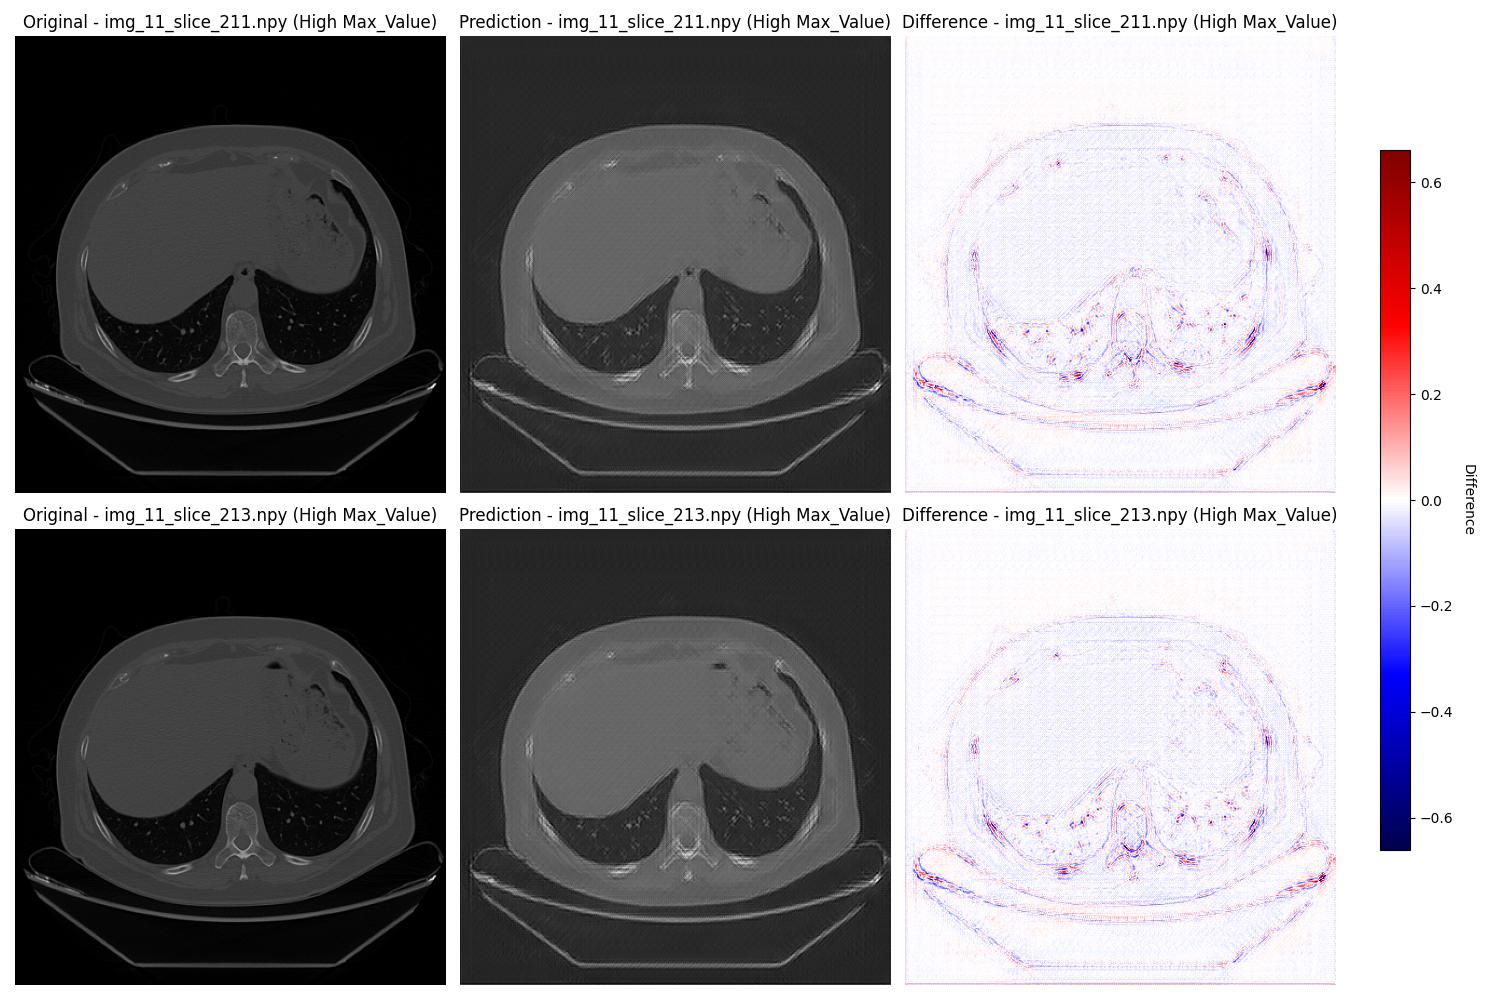 Original - img_11_slice_211.npy (High Max_Value)
Prediction - img_11_slice_211.npy (High Max_Value)
Difference - img_11_slice_211.npy (High Max_Value)
Original - img_11_slice_213.npy (High Max_Value)
Prediction - img_11_slice_213.npy (High Max_Value)
Difference - img_11_slice_213.npy (High Max_Value)
0.6
0.4
0.2
0.0
−0.2
−0.4
−0.6
Difference